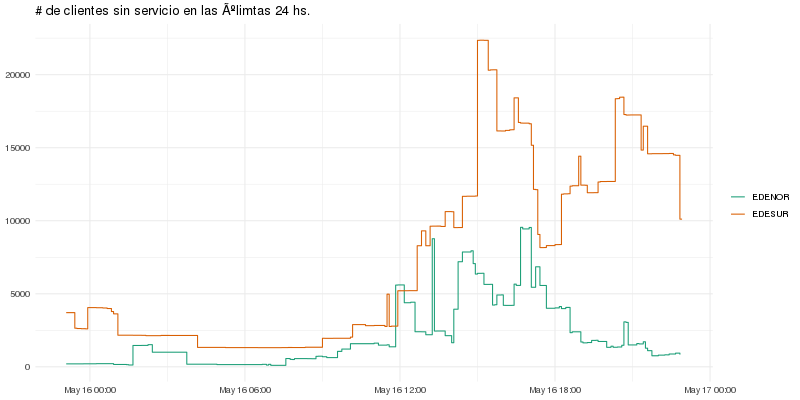 # de clientes sin servicio en las Ãºlimtas 24 hs.
20000
15000
10000
5000
0
May 16 00:00
May 16 06:00
May 16 12:00
May 16 18:00
May 17 00:00
EDENOR
EDESUR